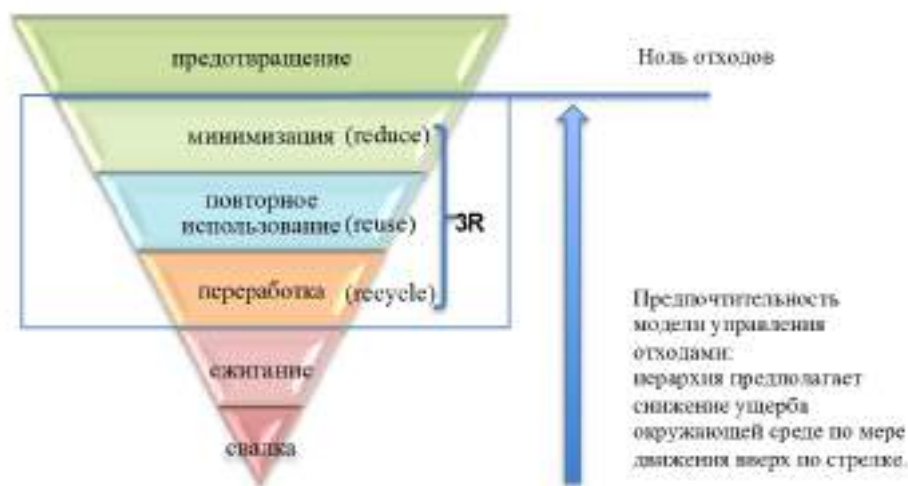 предотвращение
Ноль отходов
минимизация (reduce)
повторное
использование (reuse)
3R
переработка (recycle)
сжигание
свалка
Предпочтительность
модели управления
отходами:
иерархия предполагает
снижение ущерба
окружающей среде по мере
движения вверх по стрелке.